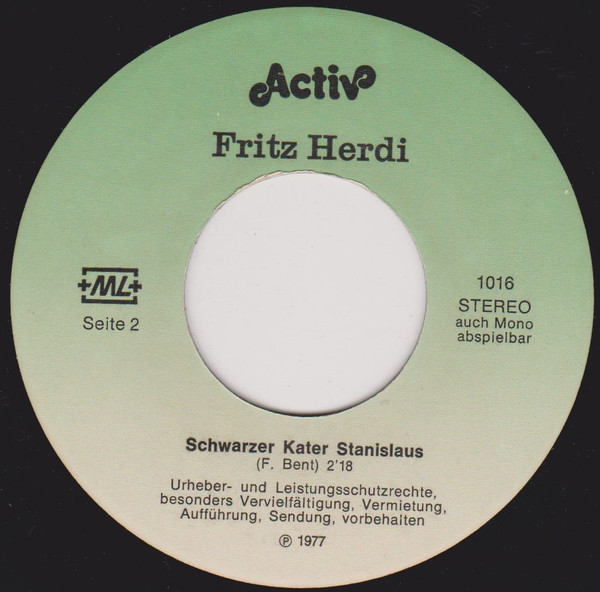 Activ
Fritz Herdi
+ML+
Seite 2
1016
STEREO
auch Mono
abspielbar
Schwarzer Kater Stanislaus
(F. Bent) 2'18
Urheber- und Leistungsschutzrechte,
besonders Vervielfältigung, Vermietung,
Aufführung, Sendung, vorbehalten
℗ 1977